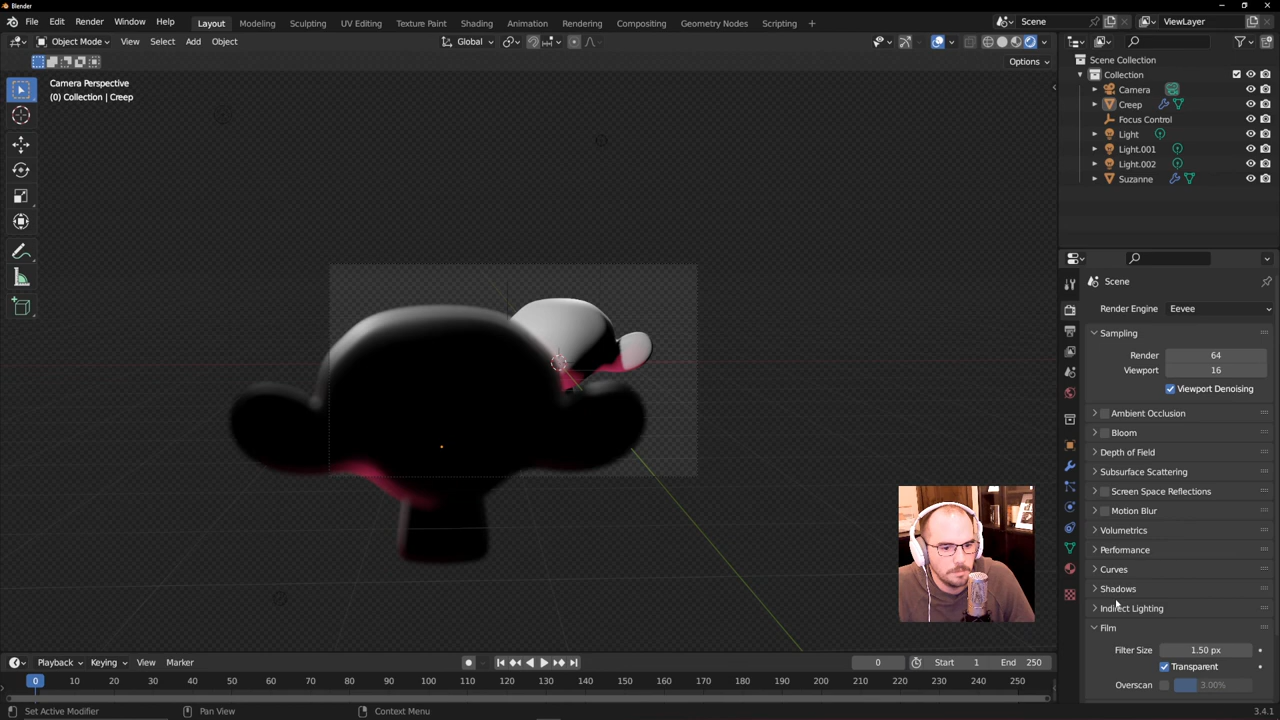 Blender
File Edit Render Window Help Layout Modeling Sculpting UV Editing Texture Paint Shading Animation Rendering Compositing Geometry Nodes Scripting + Scene ViewLayer
Object Mode View Select Add Object Global
Options
Camera Perspective
(0) Collection | Creep
Scene Collection
Collection
Camera
Creep
Focus Control
Light
Light.001
Light.002
Suzanne
Scene
Render Engine Eevee
Sampling
Render 64
Viewport 16
Viewport Denoising
Ambient Occlusion
Bloom
Depth of Field
Subsurface Scattering
Screen Space Reflections
Motion Blur
Volumetrics
Performance
Curves
Shadows
Indirect Lighting
Film
Filter Size 1.50 px
Transparent
Overscan 3.00%
Playback Keying View Marker 0 Start 1 End 250
0 10 20 30 40 50 60 70 80 90 100 110 120 130 140 150 160 170 180 190 200 210 220 230 240 250
Set Active Modifier Pan View Context Menu 3.4.1